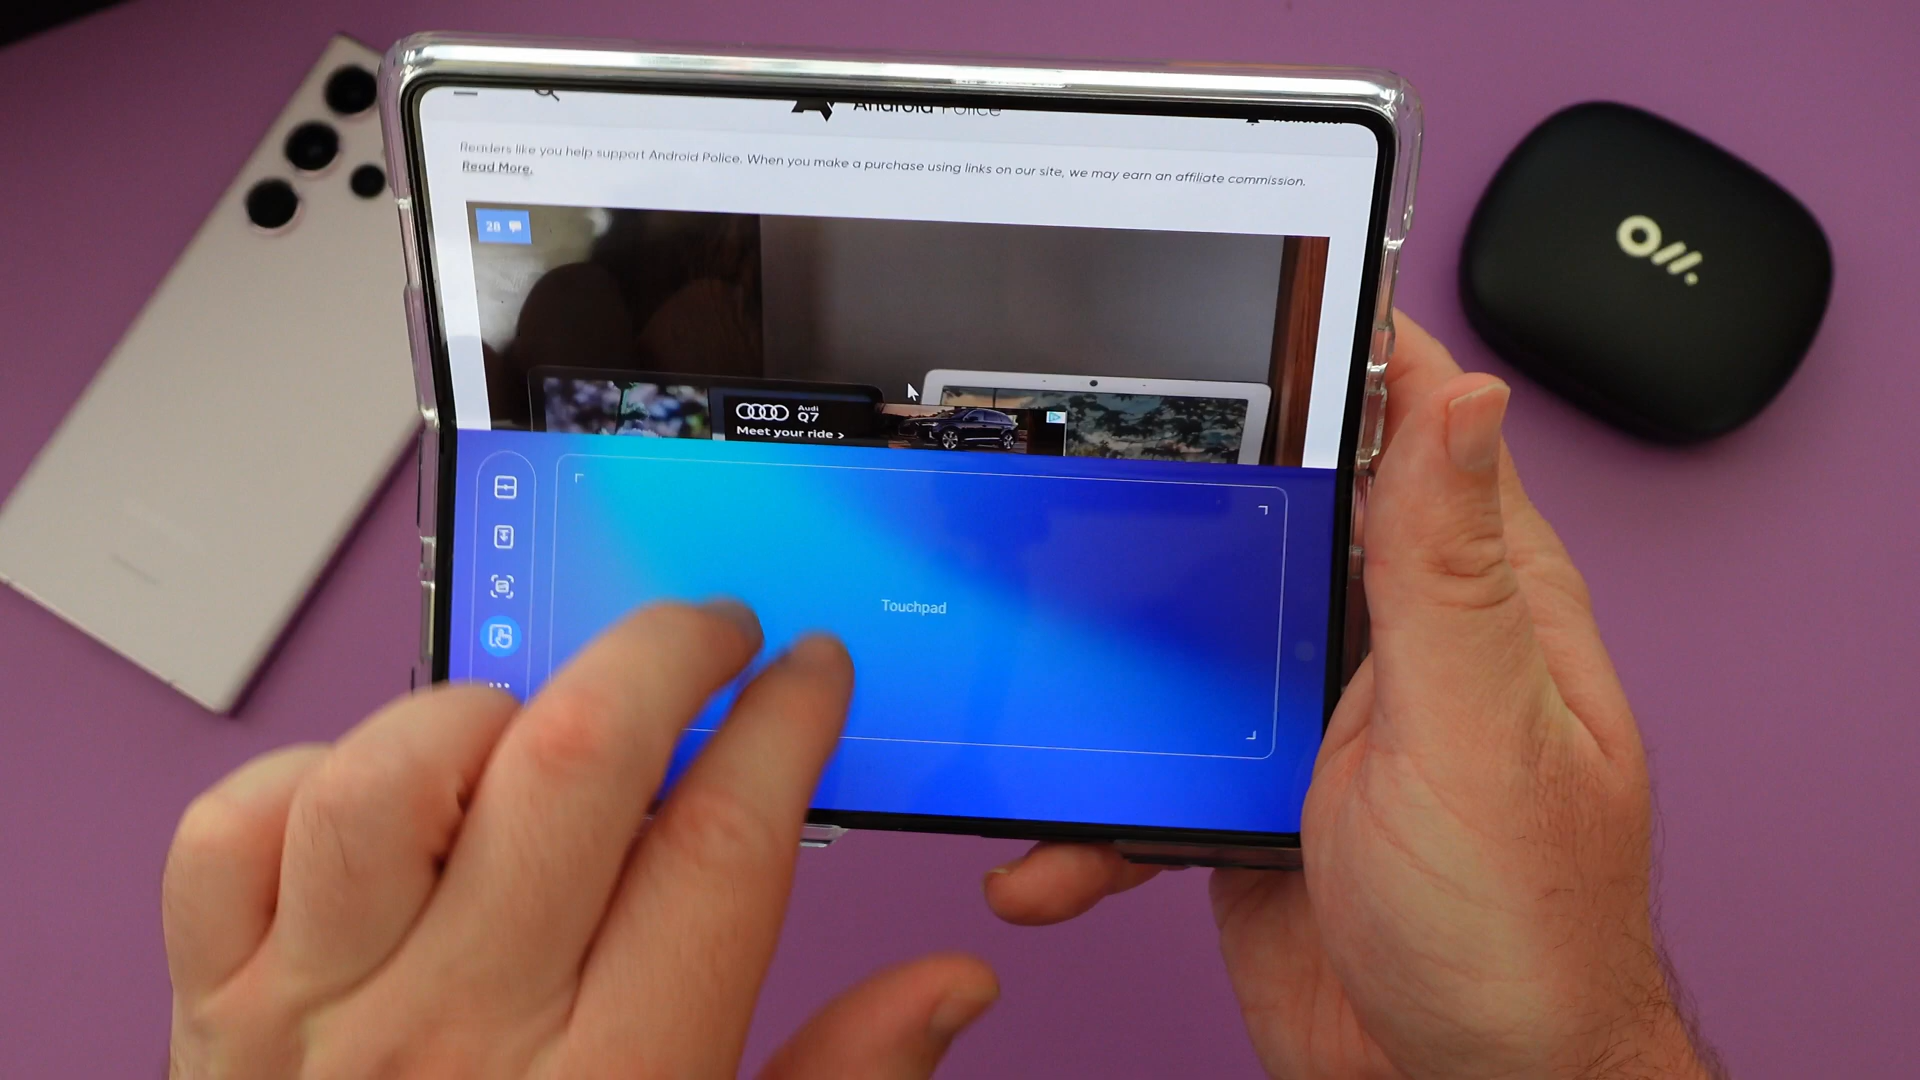 Android Police
Readers like you help support Android Police. When you make a purchase using links on our site, we may earn an affiliate commission.
Read More.
28
Audi
Q7
Meet your ride >
Touchpad
Oll.